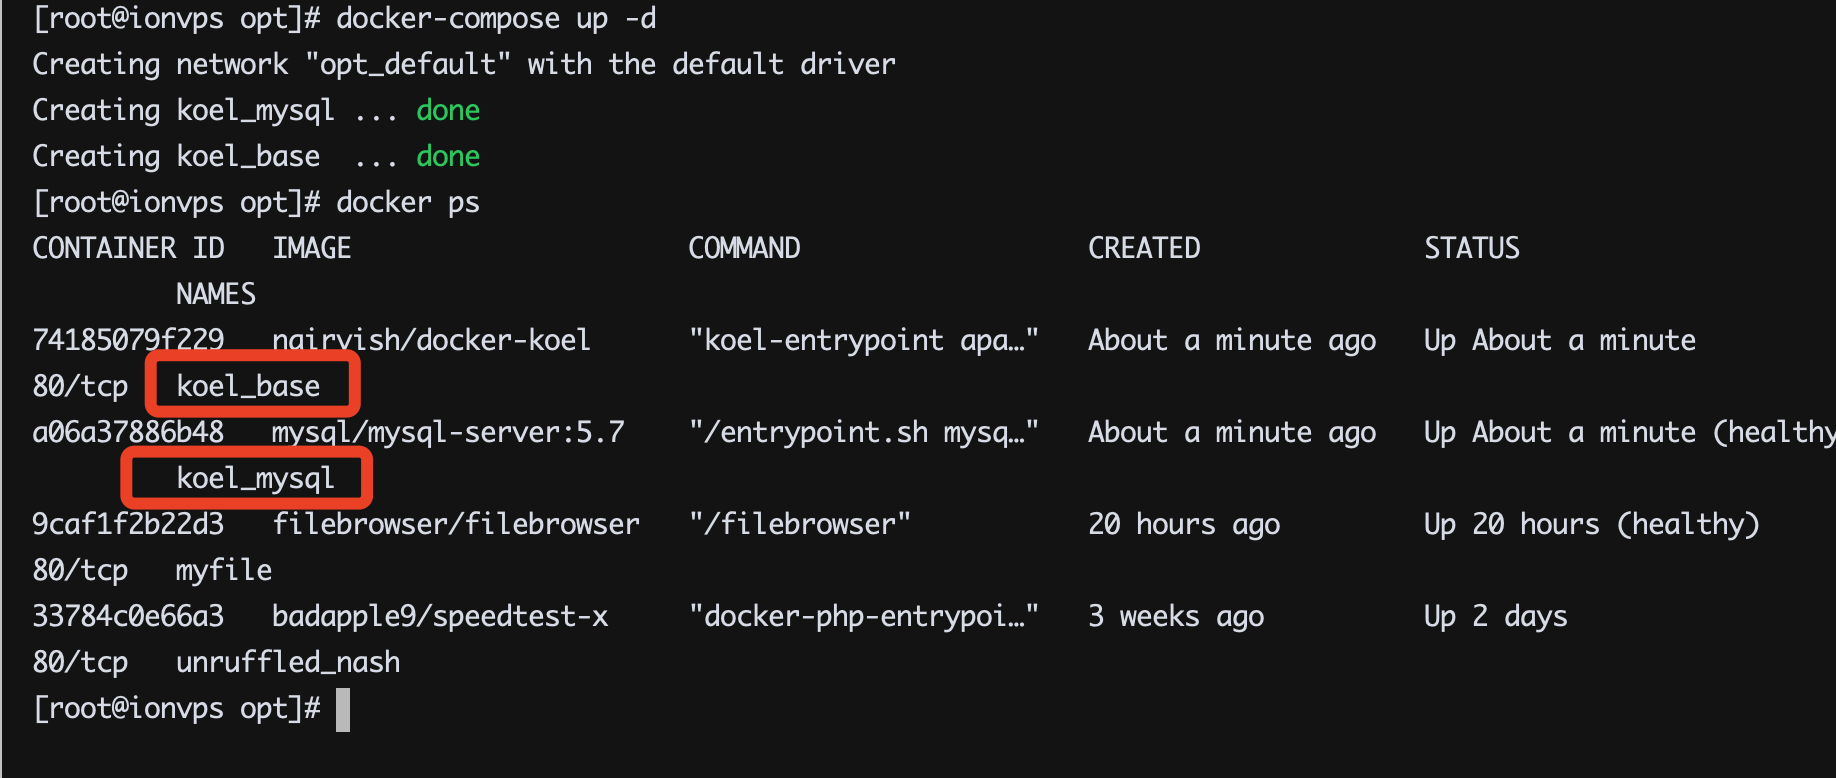 [root@ionvps opt]# docker-compose up -d
Creating network "opt_default" with the default driver
Creating koel_mysql ... done
Creating koel_base  ... done
[root@ionvps opt]# docker ps
CONTAINER ID   IMAGE                     COMMAND                  CREATED              STATUS
         NAMES
74185079f229   nairvish/docker-koel      "koel-entrypoint apa…"   About a minute ago   Up About a minute
80/tcp   koel_base
a06a37886b48   mysql/mysql-server:5.7    "/entrypoint.sh mysq…"   About a minute ago   Up About a minute (healthy
         koel_mysql
9caf1f2b22d3   filebrowser/filebrowser   "/filebrowser"           20 hours ago         Up 20 hours (healthy)
80/tcp   myfile
33784c0e66a3   badapple9/speedtest-x     "docker-php-entrypoi…"   3 weeks ago          Up 2 days
80/tcp   unruffled_nash
[root@ionvps opt]#